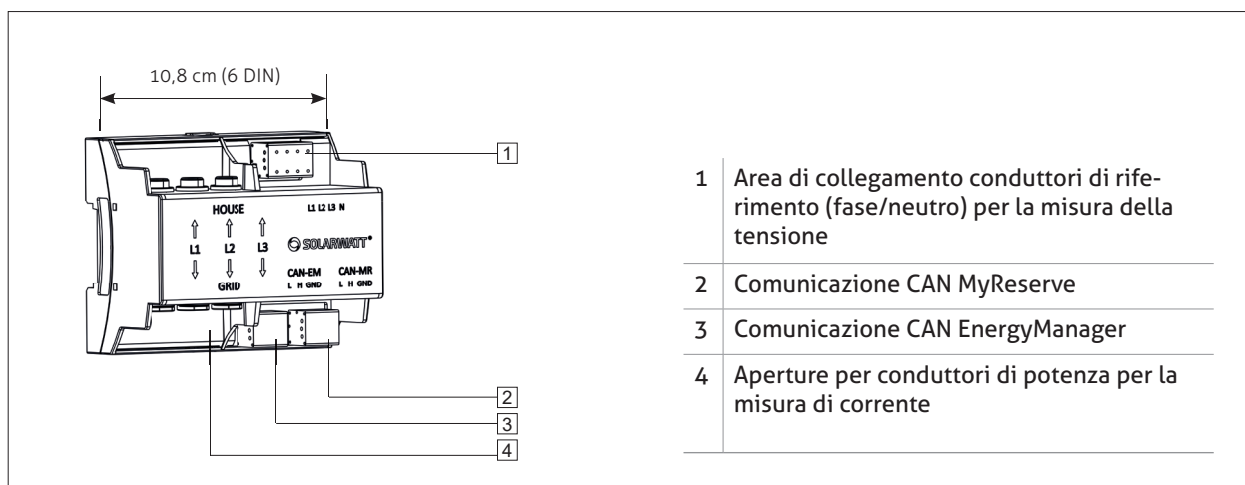 10,8 cm (6 DIN)
1
HOUSE
L1 L2 L3 N
L1 L2 L3
SOLARWATT®
CAN-EM CAN-MR
GRID
L H GND L H GND
2
3
4
1 Area di collegamento conduttori di rife-
rimento (fase/neutro) per la misura della
tensione
2 Comunicazione CAN MyReserve
3 Comunicazione CAN EnergyManager
4 Aperture per conduttori di potenza per la
misura di corrente